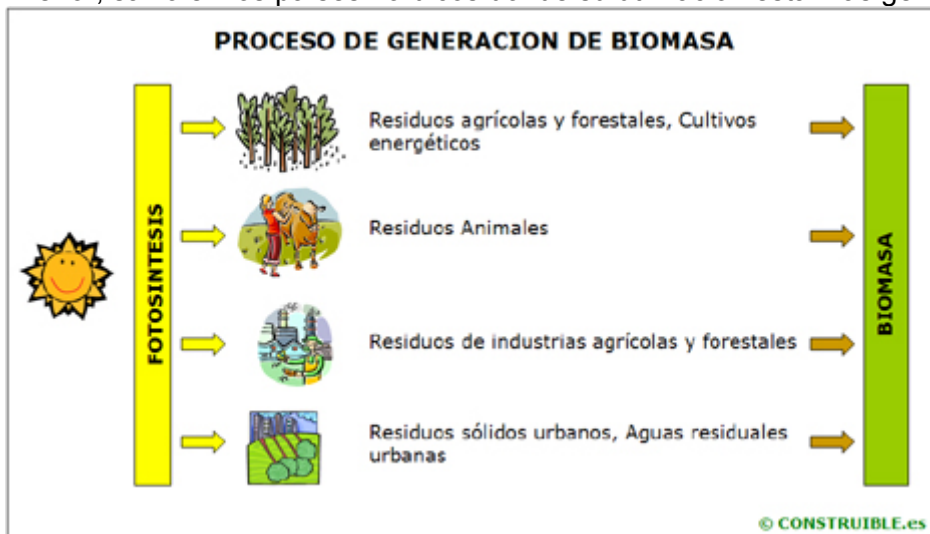 PROCESO DE GENERACION DE BIOMASA
FOTOSINTESIS
Residuos agrícolas y forestales, Cultivos
energéticos
Residuos Animales
Residuos de industrias agrícolas y forestales
Residuos sólidos urbanos, Aguas residuales
urbanas
BIOMASA
© CONSTRUIBLE.es